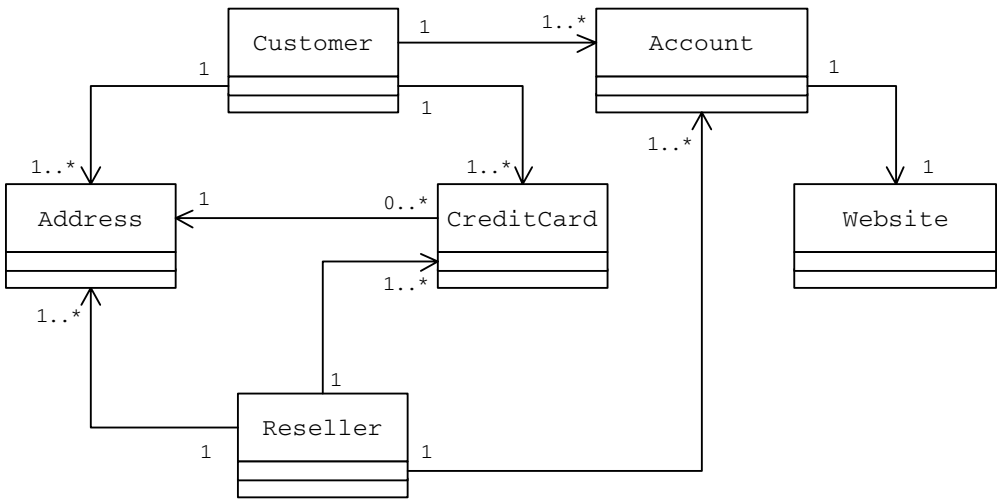 1
1..*
Customer
Account
1
1
1
1..*
1..*
1..*
1
Address
1
0..*
CreditCard
Website
1..*
1..*
1
Reseller
1
1